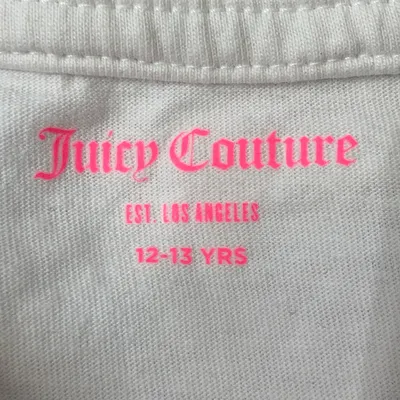 Juicy Couture
EST. LOS ANGELES
12-13 YRS